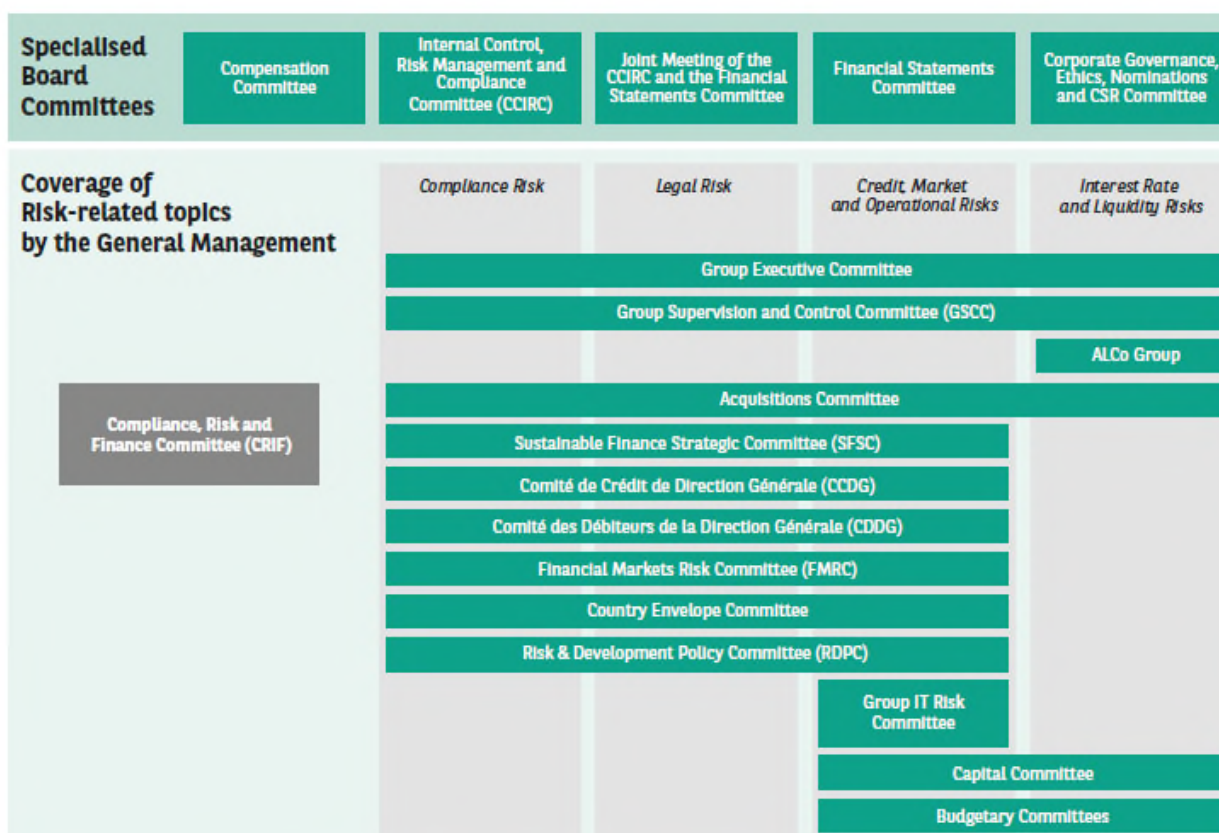 Specialised
Board
Committees
Compensation
Committee
Internal Control,
Risk Management and
Compliance
Committee (CCIRC)
Joint Meeting of the
CCIRC and the Financial
Statements Committee
Financial Statements
Committee
Corporate Governance,
Ethics, Nominations
and CSR Committee
Coverage of
Risk-related topics
by the General Management
Compliance Risk
Legal Risk
Credit, Market
and Operational Risks
Interest Rate
and Liquidity Risks
Group Executive Committee
Group Supervision and Control Committee (GSCC)
ALCo Group
Compliance, Risk and
Finance Committee (CRIF)
Acquisitions Committee
Sustainable Finance Strategic Committee (SFSC)
Comité de Crédit de Direction Générale (CCDG)
Comité des Débiteurs de la Direction Générale (CDDG)
Financial Markets Risk Committee (FMRC)
Country Envelope Committee
Risk & Development Policy Committee (RDPC)
Group IT Risk
Committee
Capital Committee
Budgetary Committees